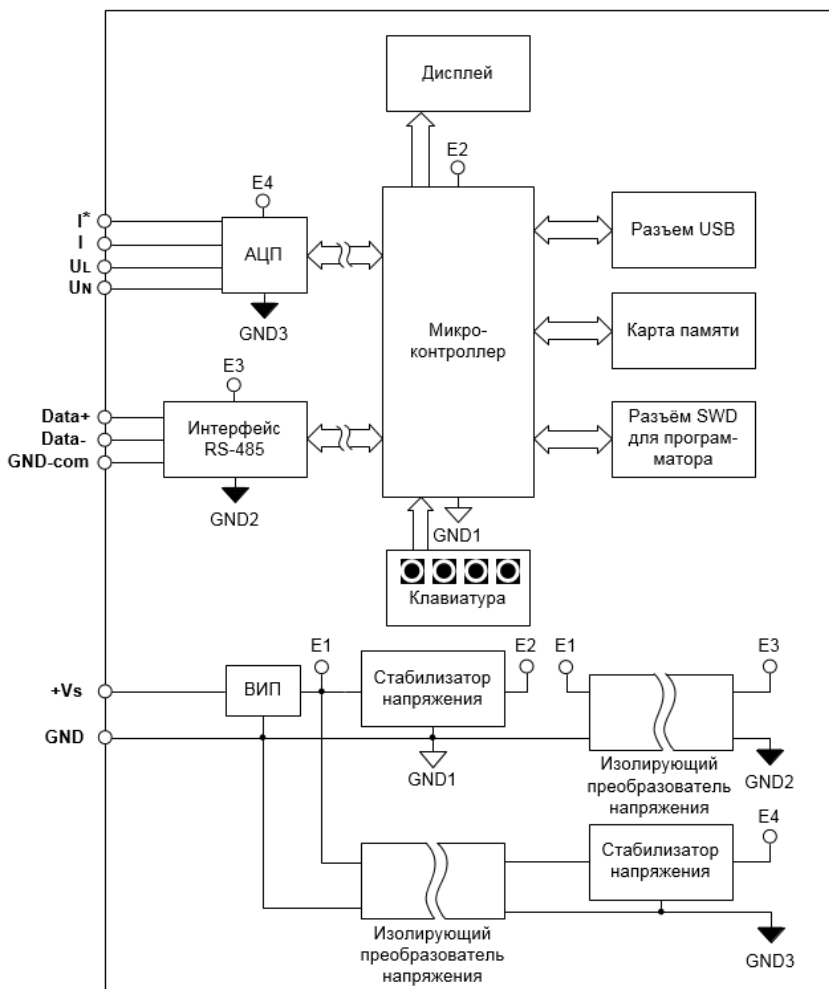 Дисплей
E2
E4
I*
I
UL
UN
АЦП
GND3
Микро-
контроллер
Разъем USB
Карта памяти
E3
Data+
Data-
GND-com
Интерфейс
RS-485
GND2
Разъём SWD
для програм-
матора
GND1
Клавиатура
E1
E2
E1
E3
+Vs
ВИП
Стабилизатор
напряжения
GND
GND1
Изолирующий
преобразователь
напряжения
GND2
E4
Стабилизатор
напряжения
Изолирующий
преобразователь
напряжения
GND3